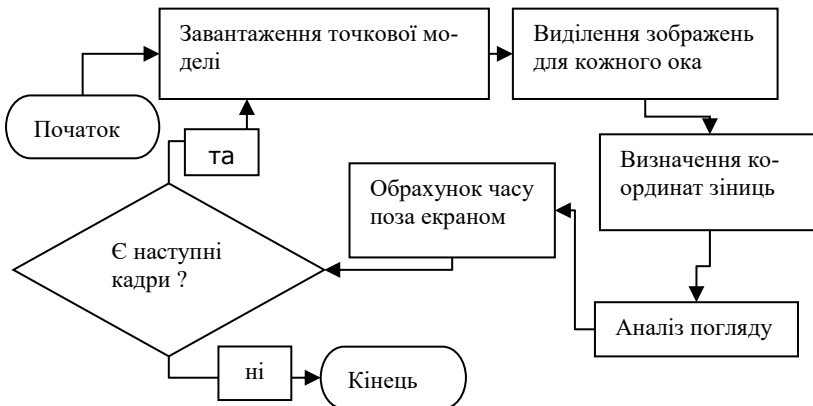 Завантаження точкової мо-
делі
Виділення зображень
для кожного ока
Початок
та
Визначення ко-
ординат зіниць
Обрахунок часу
поза екраном
Є наступні
кадри ?
Аналіз погляду
ні
Кінець